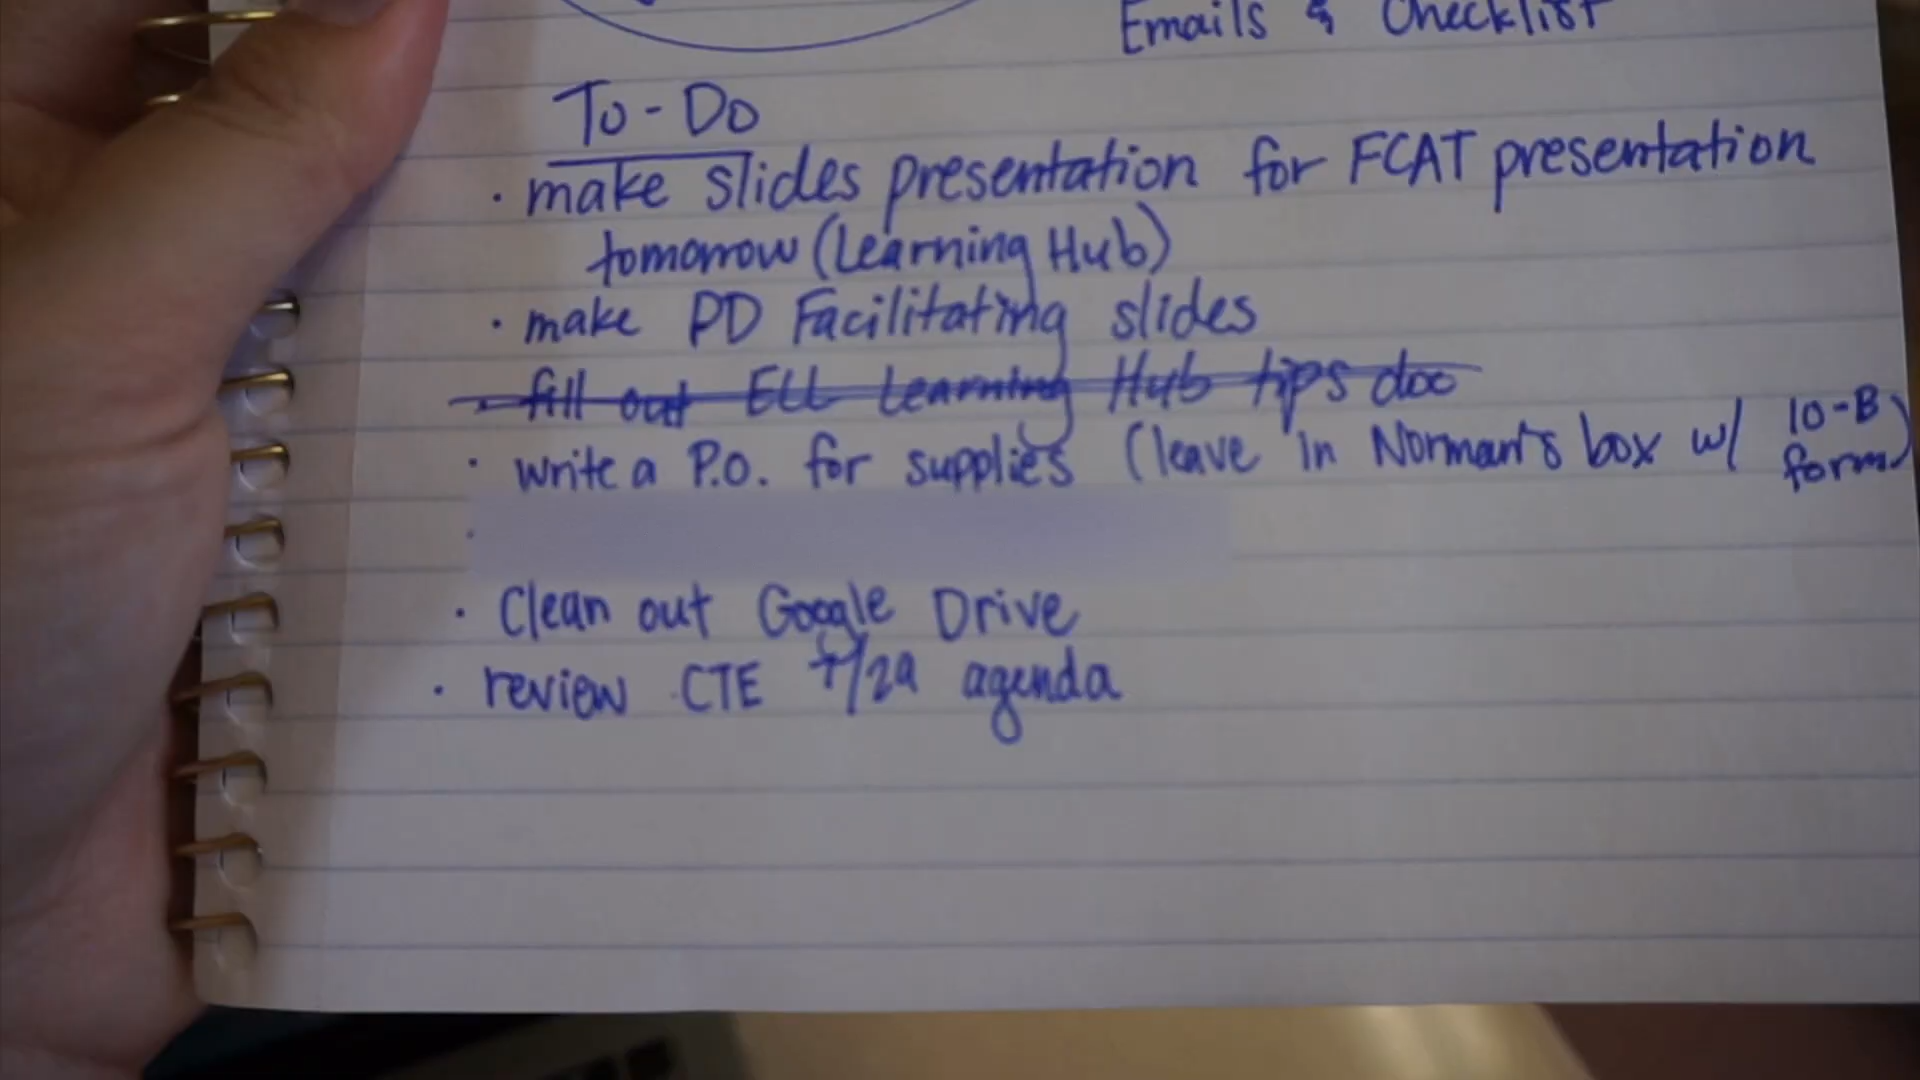 Emails & Checklist
To-Do
· make slides presentation for FCAT presentation
tomorrow (Learning Hub)
· make PD Facilitating slides
· fill out ELL Learning Hub tips doc
· write a P.O. for supplies (leave in Norman's box w/ 10-B form)
·
· Clean out Google Drive
· review CTE 7/29 agenda